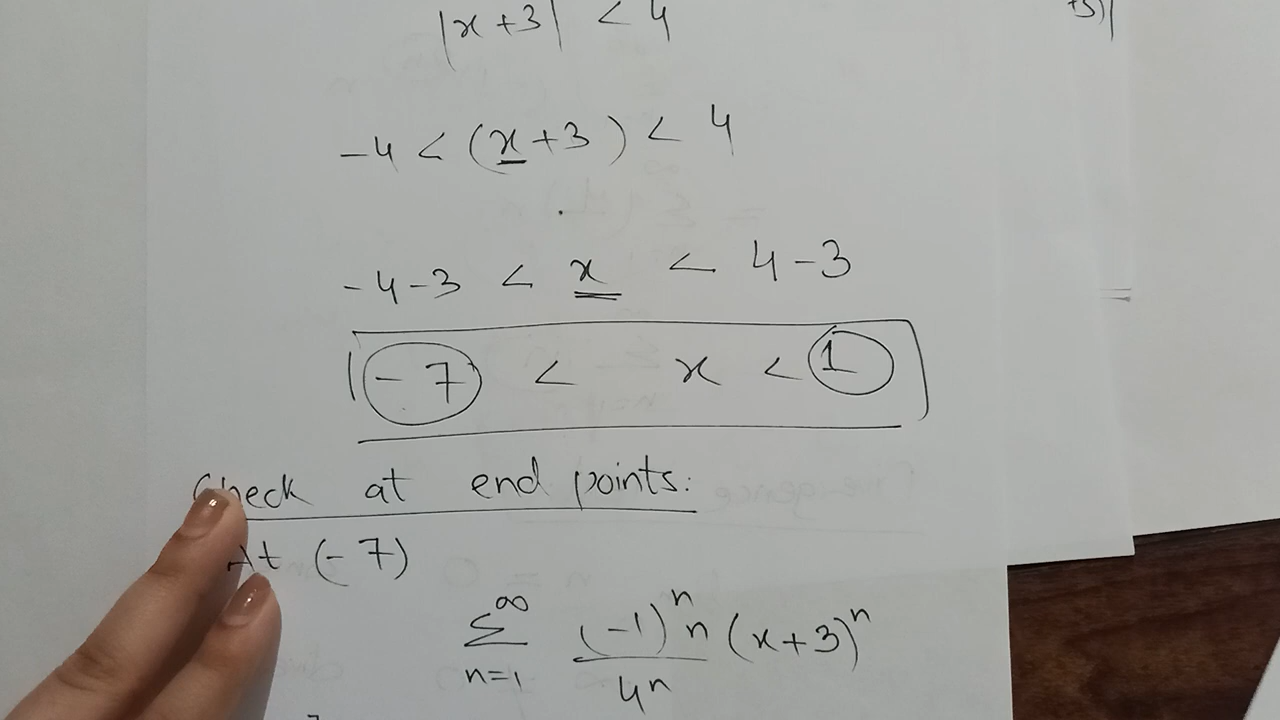 |x+3| < 4
+3)|
-4 < (x+3) < 4
-4-3 < x < 4-3
-7 < x < 1
Check at end points:
At (-7)
∑_{n=1}^{∞} (-1)^n n / 4^n (x+3)^n